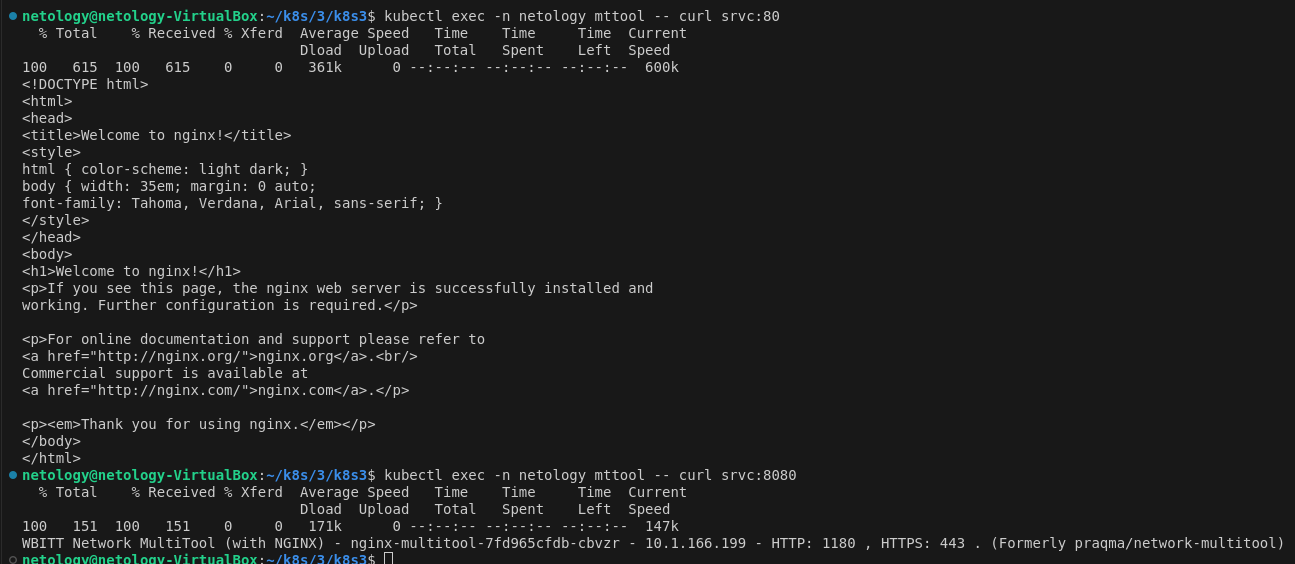 netology@netology-VirtualBox:~/k8s/3/k8s3$ kubectl exec -n netology mttool -- curl srvc:80
  % Total    % Received % Xferd  Average Speed   Time    Time     Time  Current
                                 Dload  Upload   Total   Spent    Left  Speed
100   615  100   615    0     0   361k      0 --:--:-- --:--:-- --:--:--  600k
<!DOCTYPE html>
<html>
<head>
<title>Welcome to nginx!</title>
<style>
html { color-scheme: light dark; }
body { width: 35em; margin: 0 auto;
font-family: Tahoma, Verdana, Arial, sans-serif; }
</style>
</head>
<body>
<h1>Welcome to nginx!</h1>
<p>If you see this page, the nginx web server is successfully installed and
working. Further configuration is required.</p>

<p>For online documentation and support please refer to
<a href="http://nginx.org/">nginx.org</a>.<br/>
Commercial support is available at
<a href="http://nginx.com/">nginx.com</a>.</p>

<p><em>Thank you for using nginx.</em></p>
</body>
</html>
netology@netology-VirtualBox:~/k8s/3/k8s3$ kubectl exec -n netology mttool -- curl srvc:8080
  % Total    % Received % Xferd  Average Speed   Time    Time     Time  Current
                                 Dload  Upload   Total   Spent    Left  Speed
100   151  100   151    0     0   171k      0 --:--:-- --:--:-- --:--:--  147k
WBITT Network MultiTool (with NGINX) - nginx-multitool-7fd965cfdb-cbvzr - 10.1.166.199 - HTTP: 1180 , HTTPS: 443 . (Formerly praqma/network-multitool)
netology@netology-VirtualBox:~/k8s/3/k8s3$